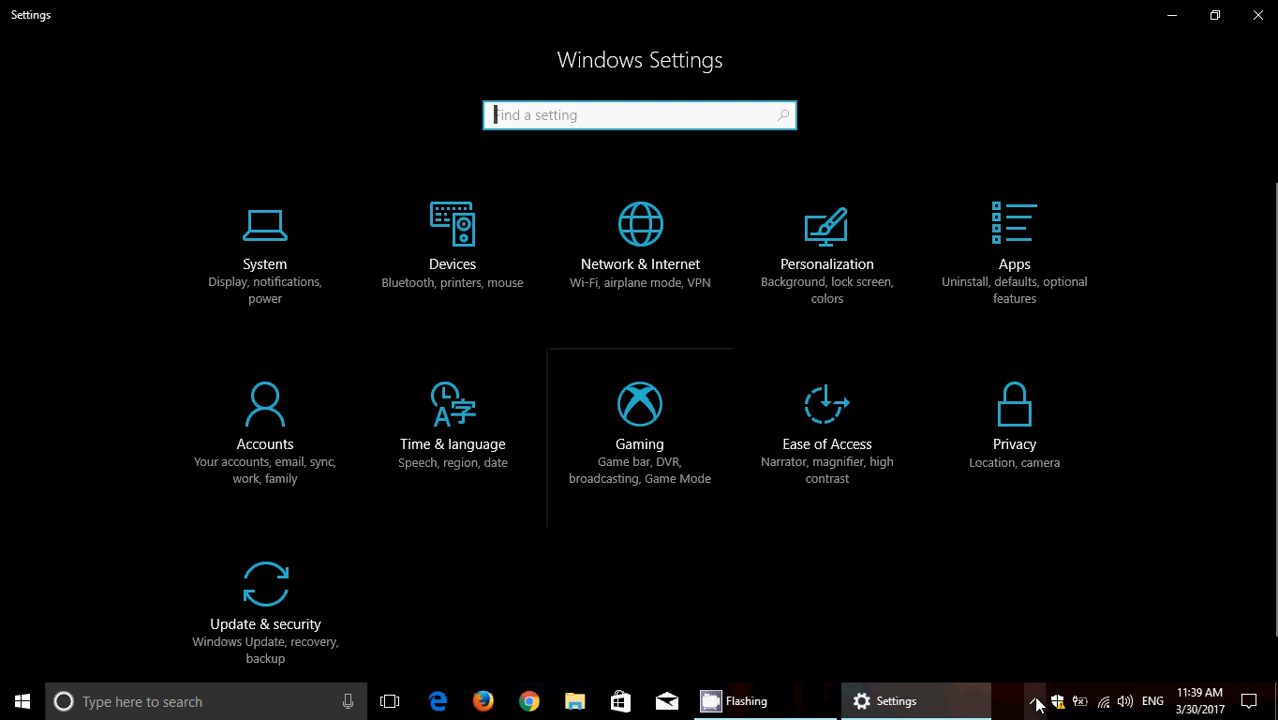 Settings
Windows Settings
Find a setting
System
Display, notifications,
power
Devices
Bluetooth, printers, mouse
Network & Internet
Wi-Fi, airplane mode, VPN
Personalization
Background, lock screen,
colors
Apps
Uninstall, defaults, optional
features
Accounts
Your accounts, email, sync,
work, family
Time & language
Speech, region, date
Gaming
Game bar, DVR,
broadcasting, Game Mode
Ease of Access
Narrator, magnifier, high
contrast
Privacy
Location, camera
Update & security
Windows Update, recovery,
backup
Type here to search
Flashing
Settings
ENG
11:39 AM
3/30/2017